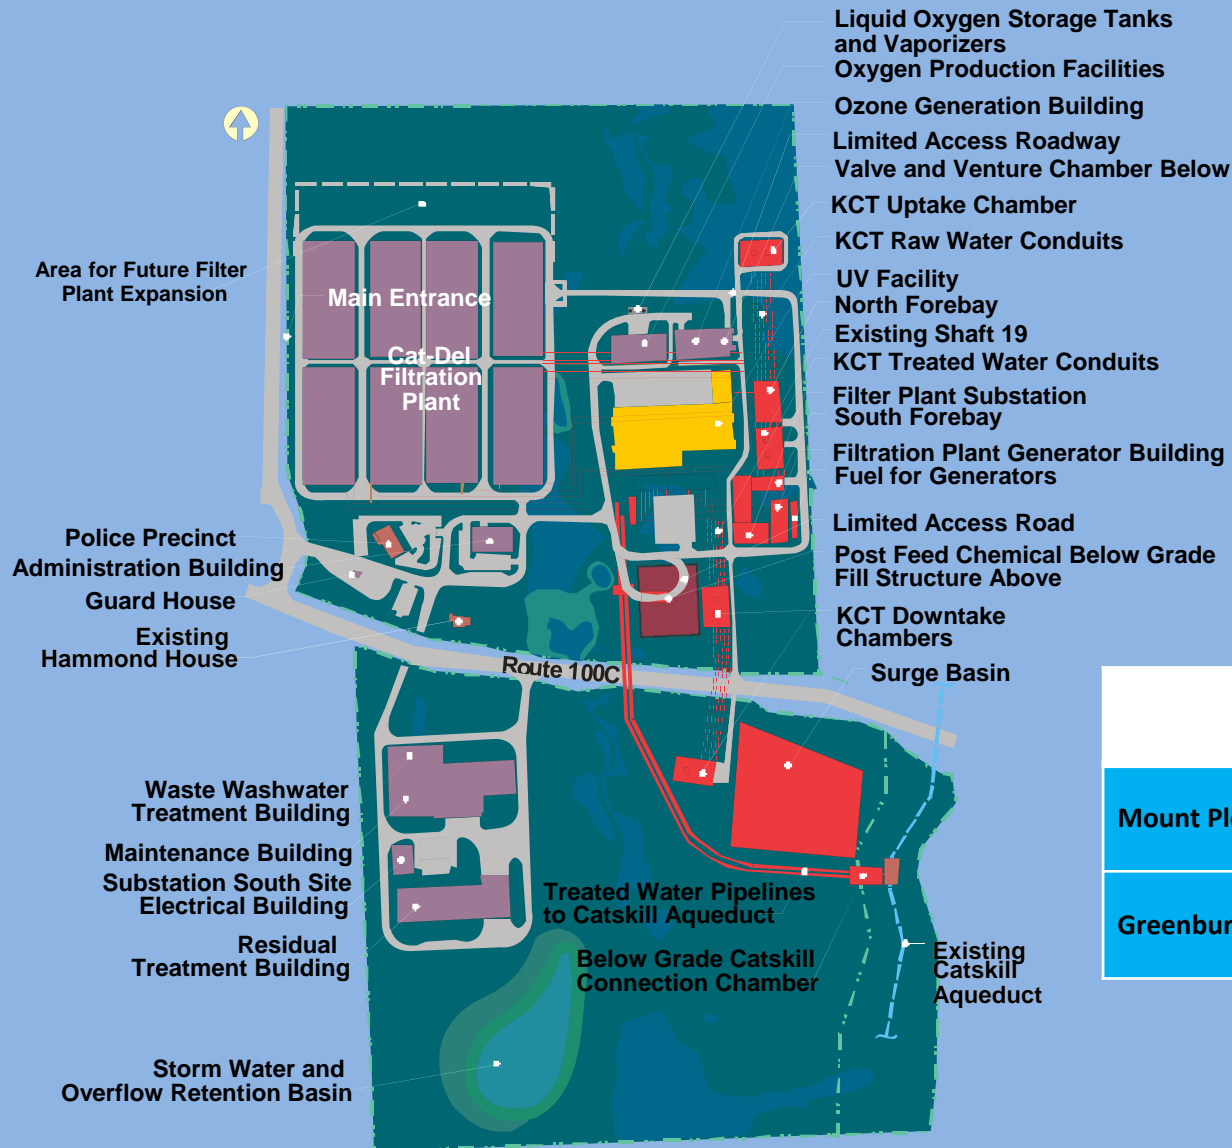 Liquid Oxygen Storage Tanks
and Vaporizers
Oxygen Production Facilities
Ozone Generation Building
Limited Access Roadway
Valve and Venture Chamber Below
KCT Uptake Chamber
KCT Raw Water Conduits
UV Facility
North Forebay
Existing Shaft 19
KCT Treated Water Conduits
Filter Plant Substation
South Forebay
Filtration Plant Generator Building
Fuel for Generators
Limited Access Road
Post Feed Chemical Below Grade
Fill Structure Above
KCT Downtake
Chambers
Surge Basin
Area for Future Filter
Plant Expansion
Main Entrance
Cat-Del
Filtration
Plant
Police Precinct
Administration Building
Guard House
Existing
Hammond House
Route 100C
Waste Washwater
Treatment Building
Maintenance Building
Substation South Site
Electrical Building
Residual
Treatment Building
Storm Water and
Overflow Retention Basin
Treated Water Pipelines
to Catskill Aqueduct
Below Grade Catskill
Connection Chamber
Existing
Catskill
Aqueduct
Mount
Greenbur